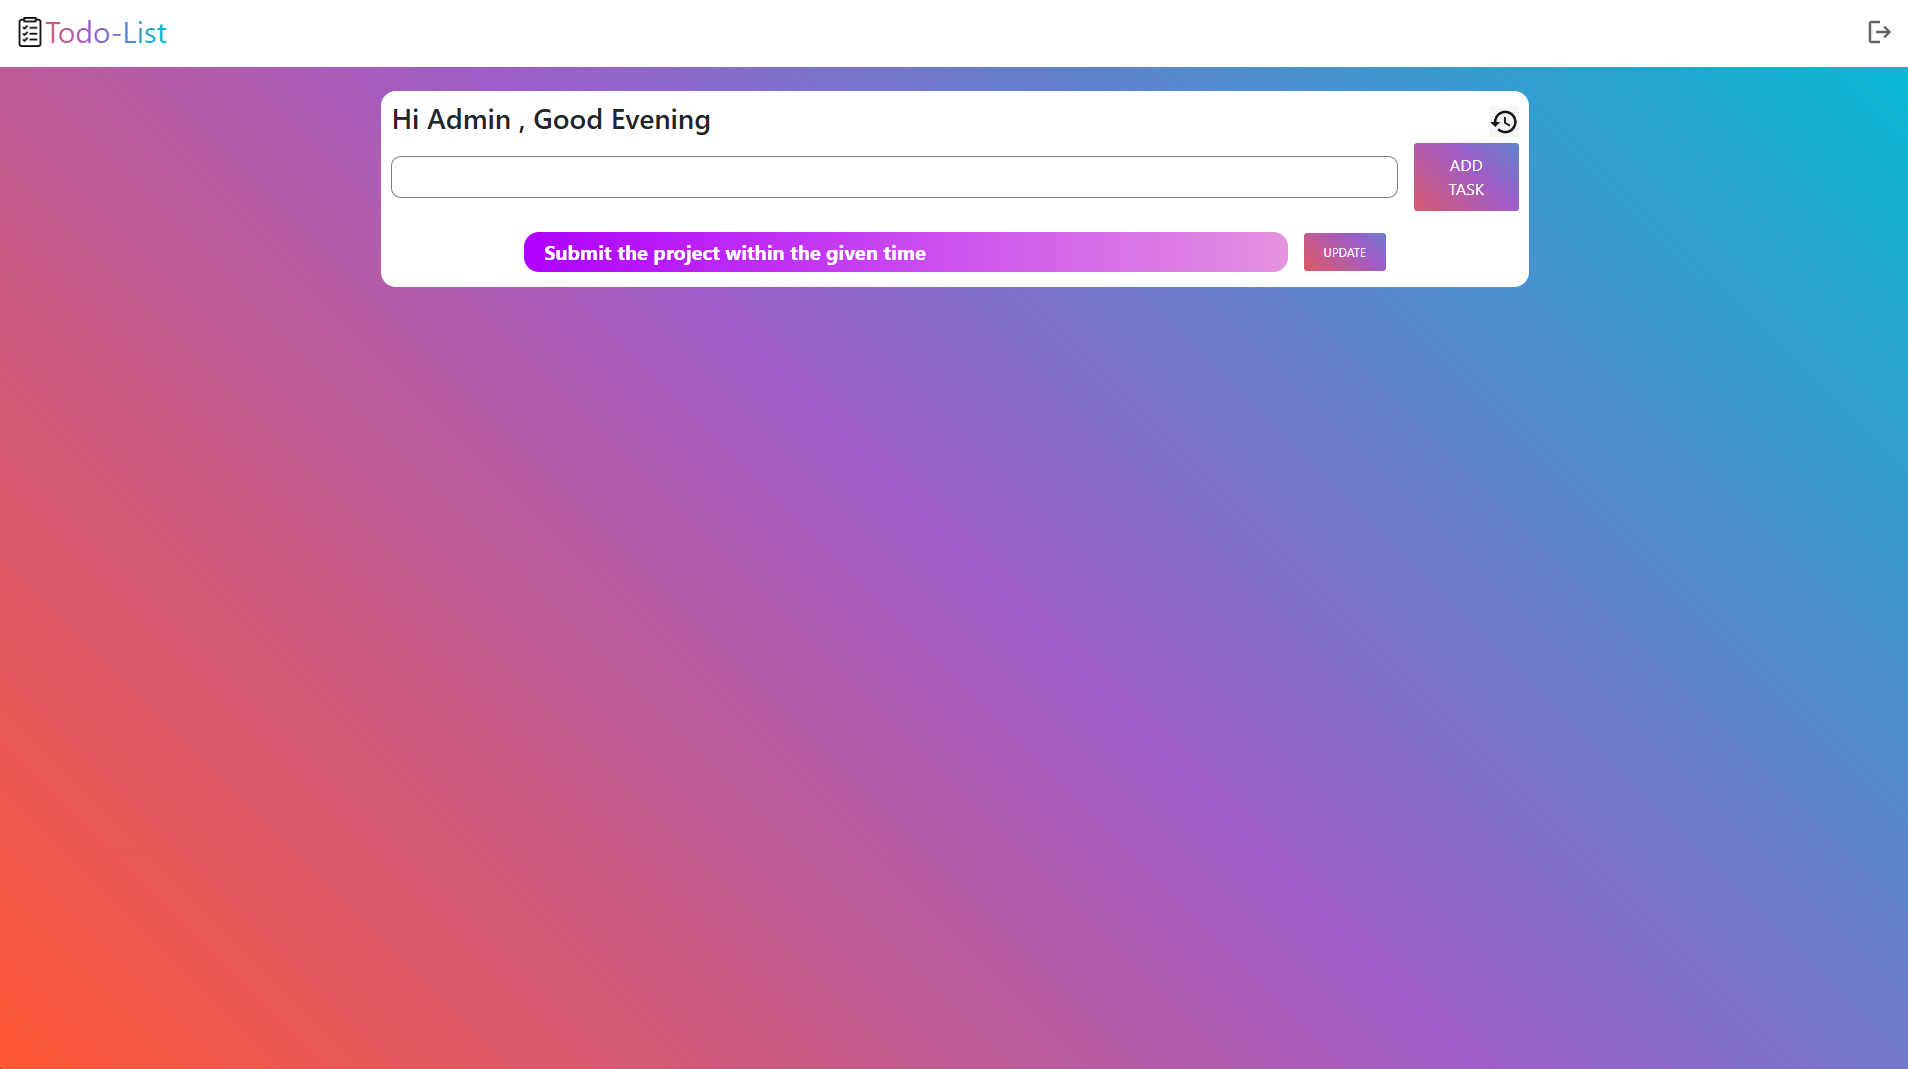 Todo-List
Hi Admin , Good Evening
ADD
TASK
Submit the project within the given time
UPDATE